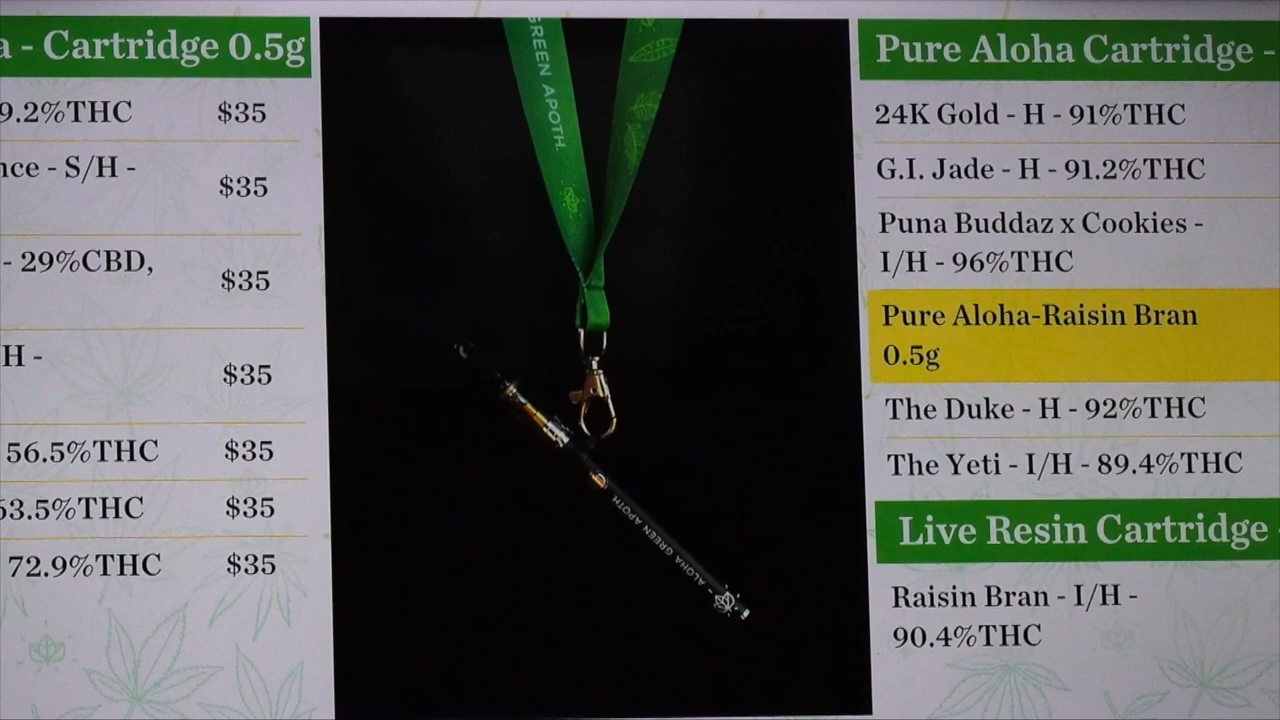 a - Cartridge 0.5g
9.2%THC $35
nce - S/H -
$35
- 29%CBD,
$35
/H -
$35
56.5%THC $35
63.5%THC $35
72.9%THC $35
GREEN APOTH.
ALOHA GREEN APOTH.
Pure Aloha Cartridge -
24K Gold - H - 91%THC
G.I. Jade - H - 91.2%THC
Puna Buddaz x Cookies -
I/H - 96%THC
Pure Aloha-Raisin Bran
0.5g
The Duke - H - 92%THC
The Yeti - I/H - 89.4%THC
Live Resin Cartridge -
Raisin Bran - I/H -
90.4%THC